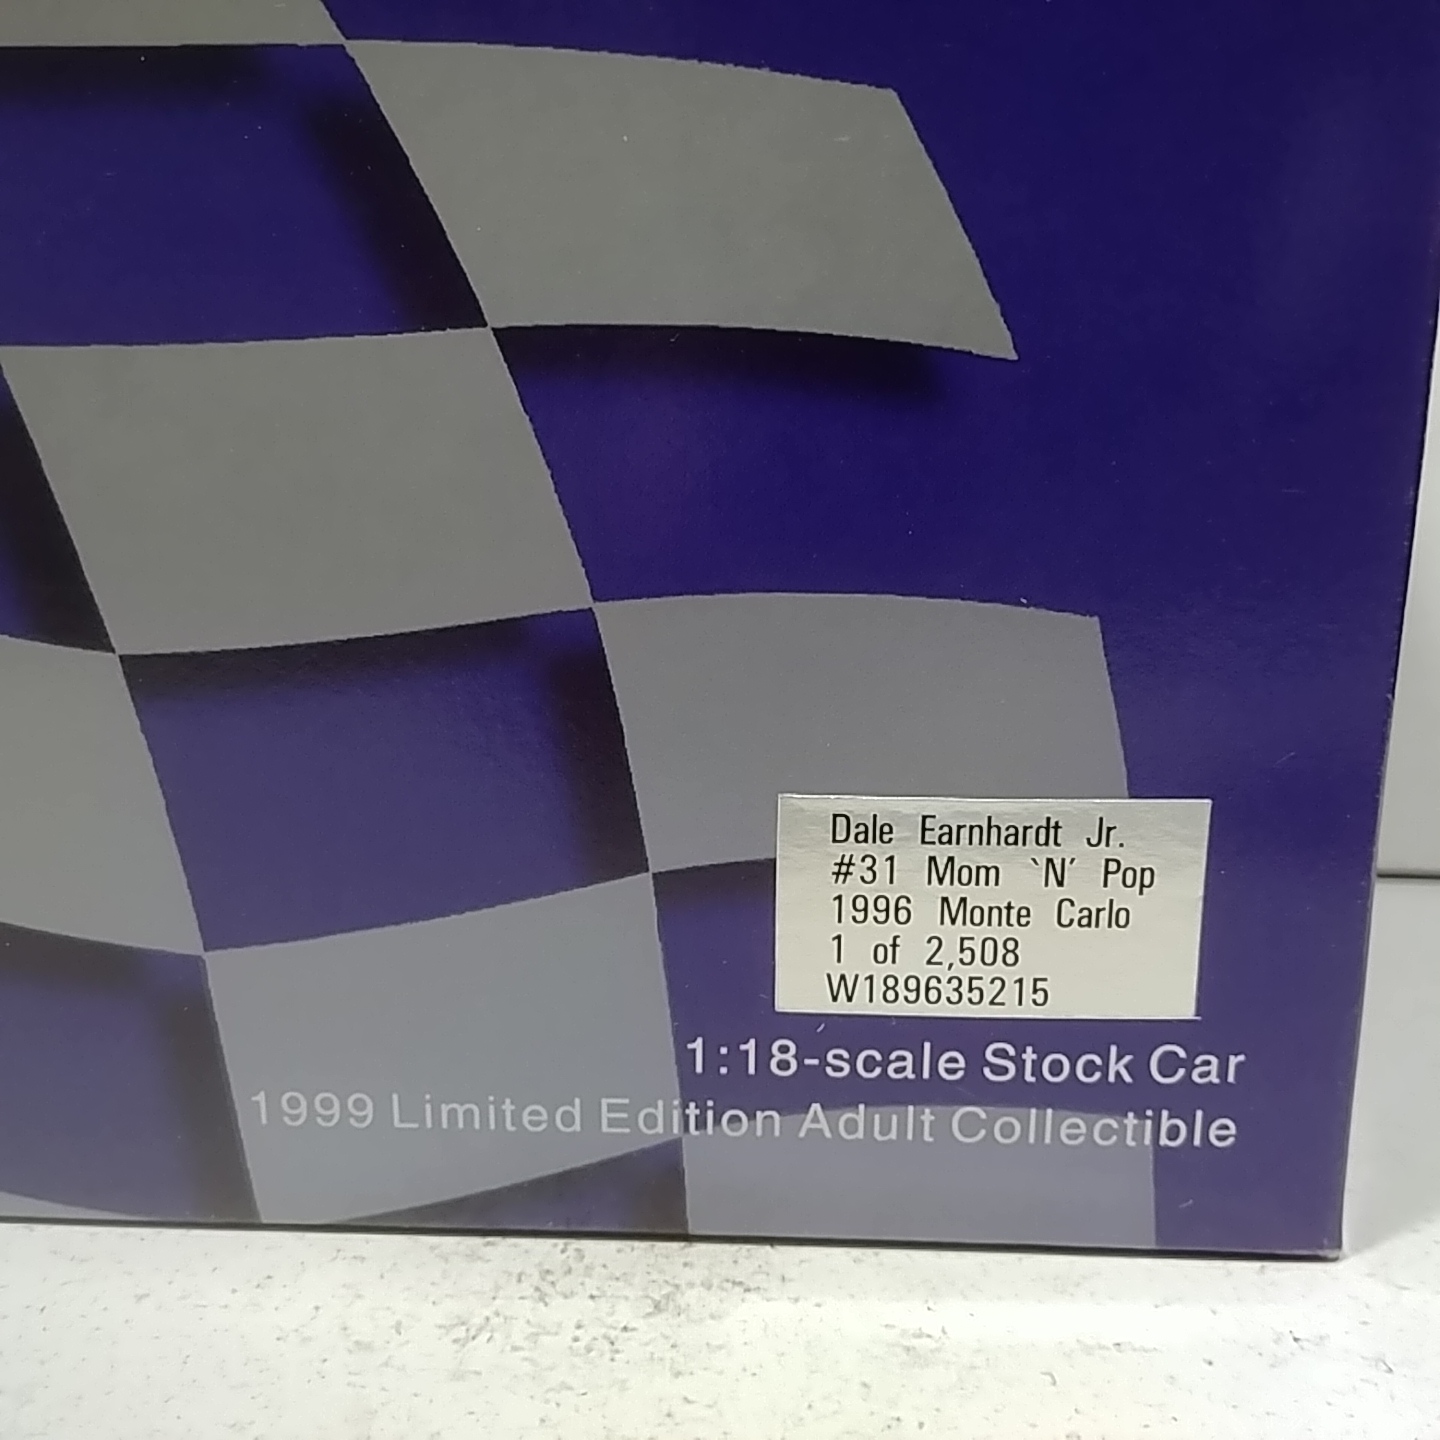 Dale Earnhardt Jr.
#31 Mom `N´ Pop
1996 Monte Carlo
1 of 2,508
W189635215
1:18-scale Stock Car
1999 Limited Edition Adult Collectible